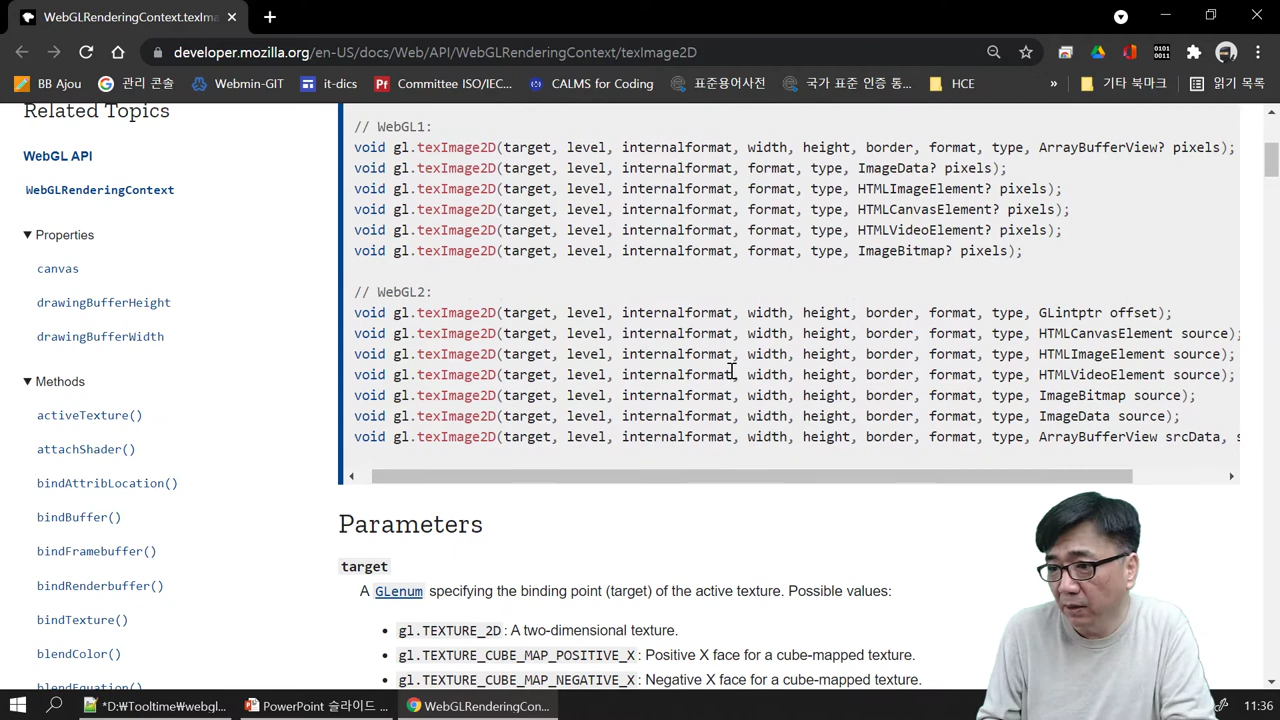 WebGLRenderingContext.texIma
developer.mozilla.org/en-US/docs/Web/API/WebGLRenderingContext/texImage2D
BB Ajou
관리 콘솔
Webmin-GIT
it-dics
Committee ISO/IEC...
CALMS for Coding
표준용어사전
국가 표준 인증 통...
HCE
»
기타 북마크
읽기 목록
Related Topics
WebGL API
WebGLRenderingContext
▼ Properties
canvas
drawingBufferHeight
drawingBufferWidth
▼ Methods
activeTexture()
attachShader()
bindAttribLocation()
bindBuffer()
bindFramebuffer()
bindRenderbuffer()
bindTexture()
blendColor()
blendEquation()
// WebGL1:
void gl.texImage2D(target, level, internalformat, width, height, border, format, type, ArrayBufferView? pixels);
void gl.texImage2D(target, level, internalformat, format, type, ImageData? pixels);
void gl.texImage2D(target, level, internalformat, format, type, HTMLImageElement? pixels);
void gl.texImage2D(target, level, internalformat, format, type, HTMLCanvasElement? pixels);
void gl.texImage2D(target, level, internalformat, format, type, HTMLVideoElement? pixels);
void gl.texImage2D(target, level, internalformat, format, type, ImageBitmap? pixels);
// WebGL2:
void gl.texImage2D(target, level, internalformat, width, height, border, format, type, GLintptr offset);
void gl.texImage2D(target, level, internalformat, width, height, border, format, type, HTMLCanvasElement source);
void gl.texImage2D(target, level, internalformat, width, height, border, format, type, HTMLImageElement source);
void gl.texImage2D(target, level, internalformat, width, height, border, format, type, HTMLVideoElement source);
void gl.texImage2D(target, level, internalformat, width, height, border, format, type, ImageBitmap source);
void gl.texImage2D(target, level, internalformat, width, height, border, format, type, ImageData source);
void gl.texImage2D(target, level, internalformat, width, height, border, format, type, ArrayBufferView srcData, s
Parameters
target
A GLenum specifying the binding point (target) of the active texture. Possible values:
• gl.TEXTURE_2D: A two-dimensional texture.
• gl.TEXTURE_CUBE_MAP_POSITIVE_X: Positive X face for a cube-mapped texture.
• gl.TEXTURE_CUBE_MAP_NEGATIVE_X: Negative X face for a cube-mapped texture.
*D:₩Tooltime₩webgl...
PowerPoint 슬라이드 ...
WebGLRenderingCon...
11:36